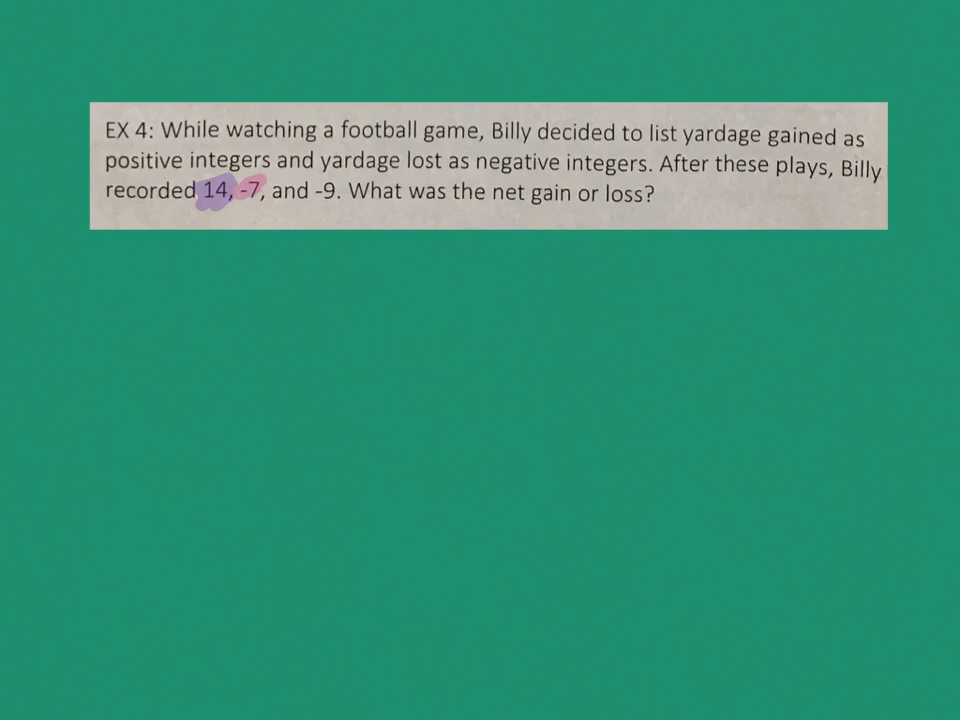 EX 4: While watching a football game, Billy decided to list yardage gained as
positive integers and yardage lost as negative integers. After these plays, Billy
recorded 14, -7, and -9. What was the net gain or loss?